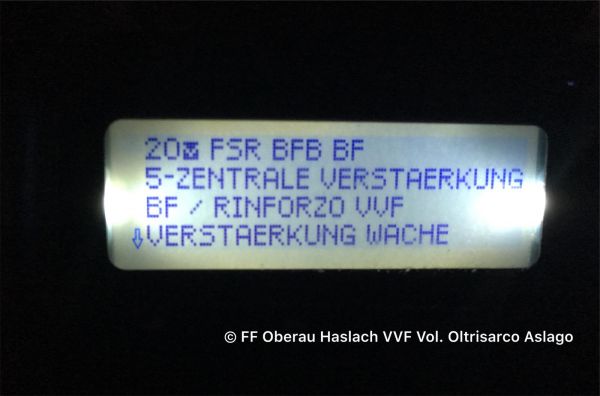 20 FSR BFB BF
5-ZENTRALE VERSTAERKUNG
BF / RINFORZO VVF
VERSTAERKUNG WACHE
© FF Oberau Haslach VVF Vol. Oltrisarco Aslago